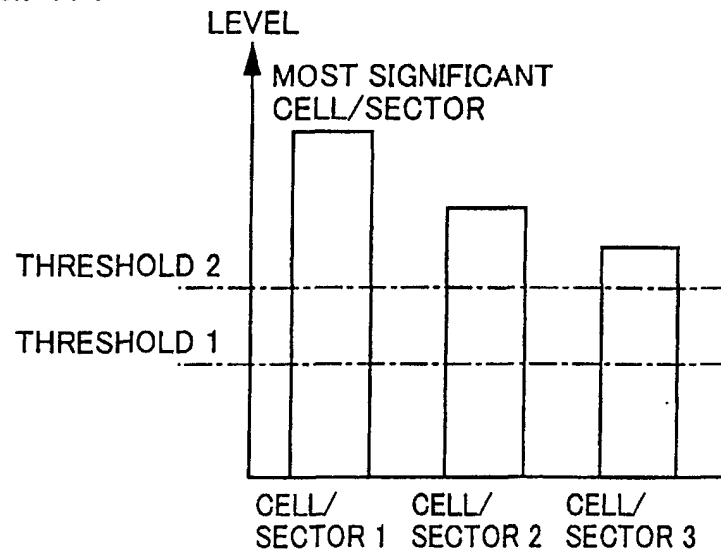 LEVEL
MOST SIGNIFICANT
CELL/SECTOR
THRESHOLD 2
THRESHOLD 1
CELL/
SECTOR 1
CELL/
SECTOR 2
CELL/
SECTOR 3